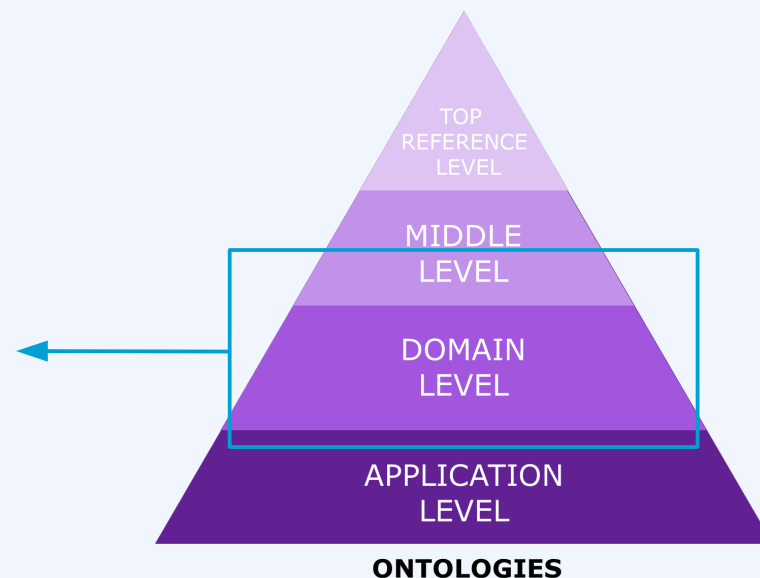 TOP
REFERENCE
LEVEL
MIDDLE
LEVEL
DOMAIN
LEVEL
APPLICATION
LEVEL
ONTOLOGIES